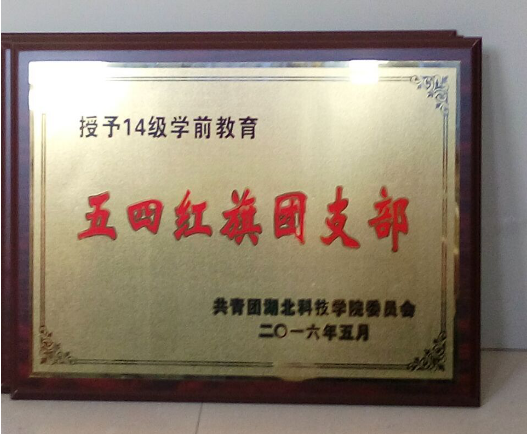 授予14级学前教育
五四红旗团支部
共青团湖北科技学院委员会
二〇一六年五月